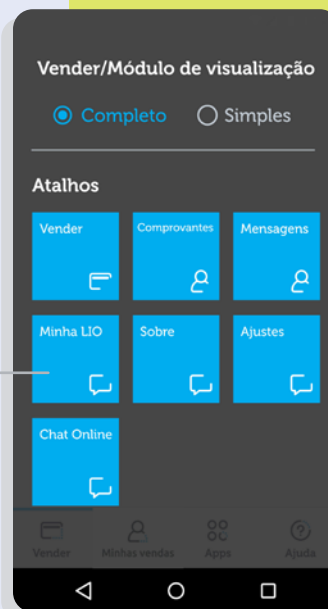 Vender/Módulo de visualização
Completo Simples
Atalhos
Vender Comprovantes Mensagens
Minha LIO Sobre Ajustes
Chat Online
Vender Minhas vendas Apps Ajuda